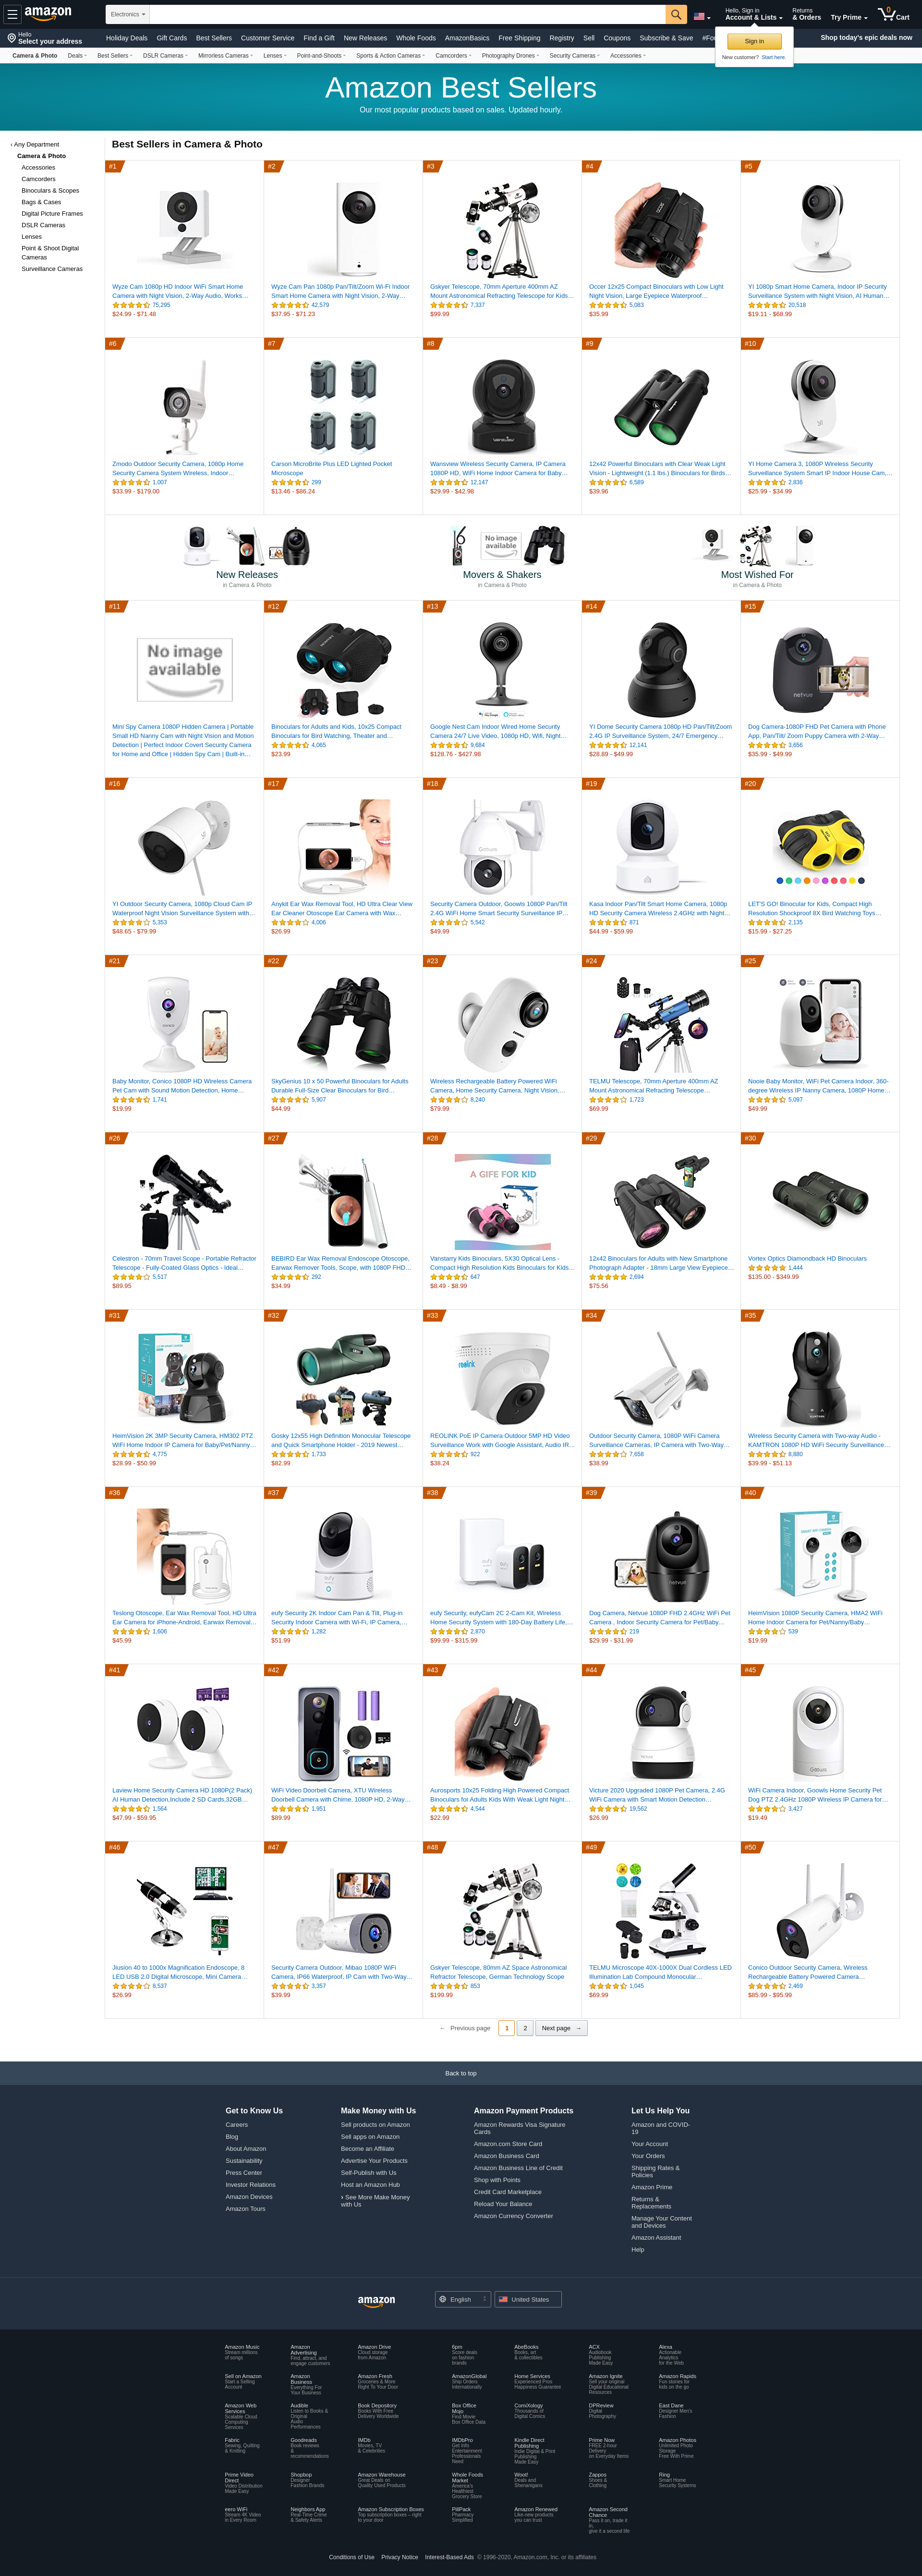 Hello
Select your address
amazon
Electronics
Hello, Sign in
Account & Lists
Returns
& Orders
Try Prime
0
Cart
Holiday Deals
Gift Cards
Best Sellers
Customer Service
Find a Gift
New Releases
Whole Foods
AmazonBasics
Free Shipping
Registry
Sell
Coupons
Subscribe & Save
Shop today's epic deals now
Sign in
New customer? Start here.
Camera & Photo
Deals
Best Sellers
DSLR Cameras
Mirrorless Cameras
Lenses
Point-and-Shoots
Sports & Action Cameras
Camcorders
Photography Drones
Security Cameras
Accessories
Amazon Best Sellers
Our most popular products based on sales. Updated hourly.
‹ Any Department
Camera & Photo
Accessories
Camcorders
Binoculars & Scopes
Bags & Cases
Digital Picture Frames
DSLR Cameras
Lenses
Point & Shoot Digital
Cameras
Surveillance Cameras
Best Sellers in Camera & Photo
#1
Wyze Cam 1080p HD Indoor WiFi Smart Home
Camera with Night Vision, 2-Way Audio, Works…
75,295
$24.99 - $71.48
#2
Wyze Cam Pan 1080p Pan/Tilt/Zoom Wi-Fi Indoor
Smart Home Camera with Night Vision, 2-Way…
42,579
$37.95 - $71.23
#3
Gskyer Telescope, 70mm Aperture 400mm AZ
Mount Astronomical Refracting Telescope for Kids…
7,337
$99.99
#4
Occer 12x25 Compact Binoculars with Low Light
Night Vision, Large Eyepiece Waterproof…
5,083
$35.99
#5
YI 1080p Smart Home Camera, Indoor IP Security
Surveillance System with Night Vision, AI Human…
20,518
$19.11 - $68.99
#6
Zmodo Outdoor Security Camera, 1080p Home
Security Camera System Wireless, Indoor…
1,007
$33.99 - $179.00
#7
Carson MicroBrite Plus LED Lighted Pocket
Microscope
299
$13.46 - $86.24
#8
Wansview Wireless Security Camera, IP Camera
1080P HD, WiFi Home Indoor Camera for Baby…
12,147
$29.99 - $42.98
#9
12x42 Powerful Binoculars with Clear Weak Light
Vision - Lightweight (1.1 lbs.) Binoculars for Birds…
6,589
$39.96
#10
YI Home Camera 3, 1080P Wireless Security
Surveillance System Smart IP Indoor House Cam,…
2,836
$25.99 - $34.99
New Releases
in Camera & Photo
No image
available
Movers & Shakers
in Camera & Photo
Most Wished For
in Camera & Photo
#11
No image
available
Mini Spy Camera 1080P Hidden Camera | Portable
Small HD Nanny Cam with Night Vision and Motion
Detection | Perfect Indoor Covert Security Camera
for Home and Office | Hidden Spy Cam | Built-in…
#12
Binoculars for Adults and Kids, 10x25 Compact
Binoculars for Bird Watching, Theater and…
4,065
$23.99
#13
Google Nest Cam Indoor Wired Home Security
Camera 24/7 Live Video, 1080p HD, Wifi, Night…
9,684
$128.76 - $427.98
#14
YI Dome Security Camera 1080p HD Pan/Tilt/Zoom
2.4G IP Surveillance System, 24/7 Emergency…
12,141
$28.89 - $49.99
#15
netvue
Dog Camera-1080P FHD Pet Camera with Phone
App, Pan/Tilt/ Zoom Puppy Camera with 2-Way…
3,656
$35.99 - $49.99
#16
YI Outdoor Security Camera, 1080p Cloud Cam IP
Waterproof Night Vision Surveillance System with…
5,353
$48.65 - $79.99
#17
Anykit Ear Wax Removal Tool, HD Ultra Clear View
Ear Cleaner Otoscope Ear Camera with Wax…
4,006
$26.99
#18
Security Camera Outdoor, Goowls 1080P Pan/Tilt
2.4G WiFi Home Smart Security Surveillance IP…
5,542
$49.99
#19
Kasa Indoor Pan/Tilt Smart Home Camera, 1080p
HD Security Camera Wireless 2.4GHz with Night…
871
$44.99 - $59.99
#20
LET'S GO! Binocular for Kids, Compact High
Resolution Shockproof 8X Bird Watching Toys…
2,135
$15.99 - $27.25
#21
Baby Monitor, Conico 1080P HD Wireless Camera
Pet Cam with Sound Motion Detection, Home…
1,741
$19.99
#22
SkyGenius 10 x 50 Powerful Binoculars for Adults
Durable Full-Size Clear Binoculars for Bird…
5,907
$44.99
#23
Wireless Rechargeable Battery Powered WiFi
Camera, Home Security Camera, Night Vision,…
8,240
$79.99
#24
TELMU Telescope, 70mm Aperture 400mm AZ
Mount Astronomical Refracting Telescope…
1,723
$69.99
#25
Nooie Baby Monitor, WiFi Pet Camera Indoor, 360-
degree Wireless IP Nanny Camera, 1080P Home…
5,097
$49.99
#26
Celestron - 70mm Travel Scope - Portable Refractor
Telescope - Fully-Coated Glass Optics - Ideal…
5,517
$89.95
#27
BEBIRD Ear Wax Removal Endoscope Otoscope,
Earwax Remover Tools, Scope, with 1080P FHD…
282
$34.99
#28
A GIFE FOR KID
Vanstarry Kids Binoculars, 5X30 Optical Lens -
Compact High Resolution Kids Binoculars for Kids…
647
$8.49 - $8.99
#29
12x42 Binoculars for Adults with New Smartphone
Photograph Adapter - 18mm Large View Eyepiece…
2,694
$75.56
#30
Vortex Optics Diamondback HD Binoculars
1,444
$135.00 - $349.99
#31
HeimVision 2K 3MP Security Camera, HM302 PTZ
WiFi Home Indoor IP Camera for Baby/Pet/Nanny…
4,775
$28.99 - $50.99
#32
Gosky 12x55 High Definition Monocular Telescope
and Quick Smartphone Holder - 2019 Newest…
1,733
$82.99
#33
reolink
REOLINK PoE IP Camera Outdoor 5MP HD Video
Surveillance Work with Google Assistant, Audio IR…
922
$38.24
#34
Outdoor Security Camera, 1080P WiFi Camera
Surveillance Cameras, IP Camera with Two-Way…
7,658
$38.99
#35
Wireless Security Camera with Two-way Audio -
KAMTRON 1080P HD WiFi Security Surveillance…
8,880
$39.99 - $51.13
#36
Teslong Otoscope, Ear Wax Removal Tool, HD Ultra
Ear Camera for iPhone-Android, Earwax Removal…
1,606
$45.99
#37
eufy Security 2K Indoor Cam Pan & Tilt, Plug-in
Security Indoor Camera with Wi-Fi, IP Camera,…
1,282
$51.99
#38
eufy Security, eufyCam 2C 2-Cam Kit, Wireless
Home Security System with 180-Day Battery Life,…
2,870
$99.99 - $315.99
#39
Dog Camera, Netvue 1080P FHD 2.4GHz WiFi Pet
Camera , Indoor Security Camera for Pet/Baby…
219
$29.99 - $31.99
#40
HeimVision 1080P Security Camera, HMA2 WiFi
Home Indoor Camera for Pet/Nanny/Baby…
539
$19.99
#41
Laview Home Security Camera HD 1080P(2 Pack)
AI Human Detection,Include 2 SD Cards,32GB…
1,564
$47.99 - $59.95
#42
WiFi Video Doorbell Camera, XTU Wireless
Doorbell Camera with Chime, 1080P HD, 2-Way…
1,951
$89.99
#43
Aurosports 10x25 Folding High Powered Compact
Binoculars for Adults Kids With Weak Light Night…
4,544
$22.99
#44
Victure 2020 Upgraded 1080P Pet Camera, 2.4G
WiFi Camera with Smart Motion Detection…
19,562
$26.99
#45
WiFi Camera Indoor, Goowls Home Security Pet
Dog PTZ 2.4GHz 1080P Wireless IP Camera for…
3,427
$19.49
#46
Jiusion 40 to 1000x Magnification Endoscope, 8
LED USB 2.0 Digital Microscope, Mini Camera…
8,537
$26.99
#47
Security Camera Outdoor, Mibao 1080P WiFi
Camera, IP66 Waterproof, IP Cam with Two-Way…
3,357
$39.99
#48
Gskyer Telescope, 80mm AZ Space Astronomical
Refractor Telescope, German Technology Scope
853
$199.99
#49
TELMU Microscope 40X-1000X Dual Cordless LED
Illumination Lab Compound Monocular…
1,045
$69.99
#50
Conico Outdoor Security Camera, Wireless
Rechargeable Battery Powered Camera…
2,469
$85.99 - $95.99
← Previous page
1
2
Next page →
Back to top
Get to Know Us
Careers
Blog
About Amazon
Sustainability
Press Center
Investor Relations
Amazon Devices
Amazon Tours
Make Money with Us
Sell products on Amazon
Sell apps on Amazon
Become an Affiliate
Advertise Your Products
Self-Publish with Us
Host an Amazon Hub
› See More Make Money
with Us
Amazon Payment Products
Amazon Rewards Visa Signature
Cards
Amazon.com Store Card
Amazon Business Card
Amazon Business Line of Credit
Shop with Points
Credit Card Marketplace
Reload Your Balance
Amazon Currency Converter
Let Us Help You
Amazon and COVID-
19
Your Account
Your Orders
Shipping Rates &
Policies
Amazon Prime
Returns &
Replacements
Manage Your Content
and Devices
Amazon Assistant
Help
amazon
English
United States
Amazon Music
Stream millions
of songs
Amazon
Advertising
Find, attract, and
engage customers
Amazon Drive
Cloud storage
from Amazon
6pm
Score deals
on fashion
brands
AbeBooks
Books, art
& collectibles
ACX
Audiobook
Publishing
Made Easy
Alexa
Actionable
Analytics
for the Web
Sell on Amazon
Start a Selling
Account
Amazon
Business
Everything For
Your Business
Amazon Fresh
Groceries & More
Right To Your Door
AmazonGlobal
Ship Orders
Internationally
Home Services
Experienced Pros
Happiness Guarantee
Amazon Ignite
Sell your original
Digital Educational
Resources
Amazon Rapids
Fun stories for
kids on the go
Amazon Web
Services
Scalable Cloud
Computing
Services
Audible
Listen to Books &
Original
Audio
Performances
Book Depository
Books With Free
Delivery Worldwide
Box Office
Mojo
Find Movie
Box Office Data
ComiXology
Thousands of
Digital Comics
DPReview
Digital
Photography
East Dane
Designer Men's
Fashion
Fabric
Sewing, Quilting
& Knitting
Goodreads
Book reviews
&
recommendations
IMDb
Movies, TV
& Celebrities
IMDbPro
Get Info
Entertainment
Professionals
Need
Kindle Direct
Publishing
Indie Digital & Print
Publishing
Made Easy
Prime Now
FREE 2-hour
Delivery
on Everyday Items
Amazon Photos
Unlimited Photo
Storage
Free With Prime
Prime Video
Direct
Video Distribution
Made Easy
Shopbop
Designer
Fashion Brands
Amazon Warehouse
Great Deals on
Quality Used Products
Whole Foods
Market
America's
Healthiest
Grocery Store
Woot!
Deals and
Shenanigans
Zappos
Shoes &
Clothing
Ring
Smart Home
Security Systems
eero WiFi
Stream 4K Video
in Every Room
Neighbors App
Real-Time Crime
& Safety Alerts
Amazon Subscription Boxes
Top subscription boxes – right
to your door
PillPack
Pharmacy
Simplified
Amazon Renewed
Like-new products
you can trust
Amazon Second
Chance
Pass it on, trade it
in,
give it a second life
Conditions of Use
Privacy Notice
Interest-Based Ads
© 1996-2020, Amazon.com, Inc. or its affiliates